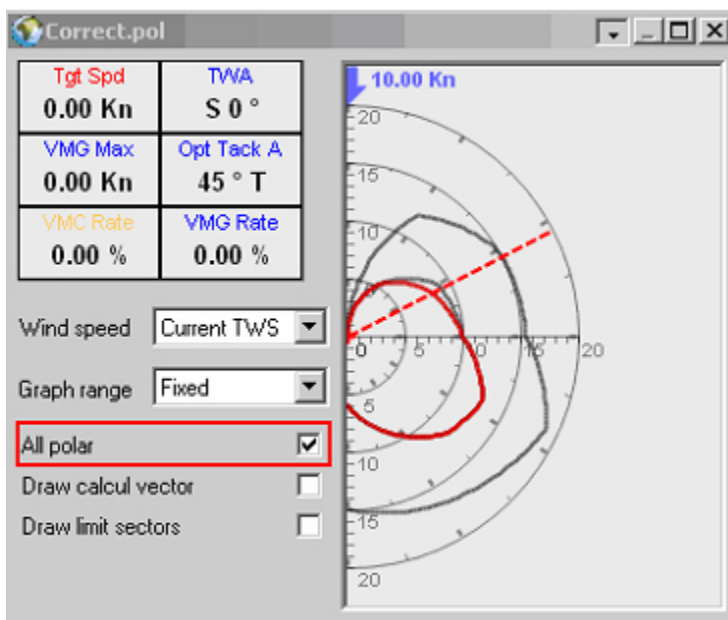 Correct.pol
Tgt Spd TWA
0.00 Kn S 0 °
VMG Max Opt Tack A
0.00 Kn 45 ° T
VMC Rate VMG Rate
0.00 % 0.00 %
Wind speed Current TWS
Graph range Fixed
All polar
Draw calcul vector
Draw limit sectors
10.00 Kn
20
15
10
0 5 10 15 20
5
10
15
20